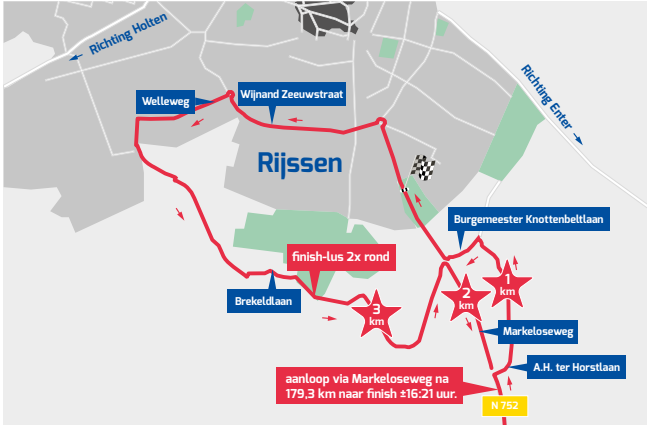 Richting Holten
Welleweg
Wijnand Zeeuwstraat
Richting Enter
Rijssen
Burgemeester Knottenbeltlaan
finish-lus 2x rond
Brekeldlaan
1
km
2
km
3
km
Markeloseweg
A.H. ter Horstlaan
aanloop via Markeloseweg na
179,3 km naar finish ±16:21 uur.
N 752